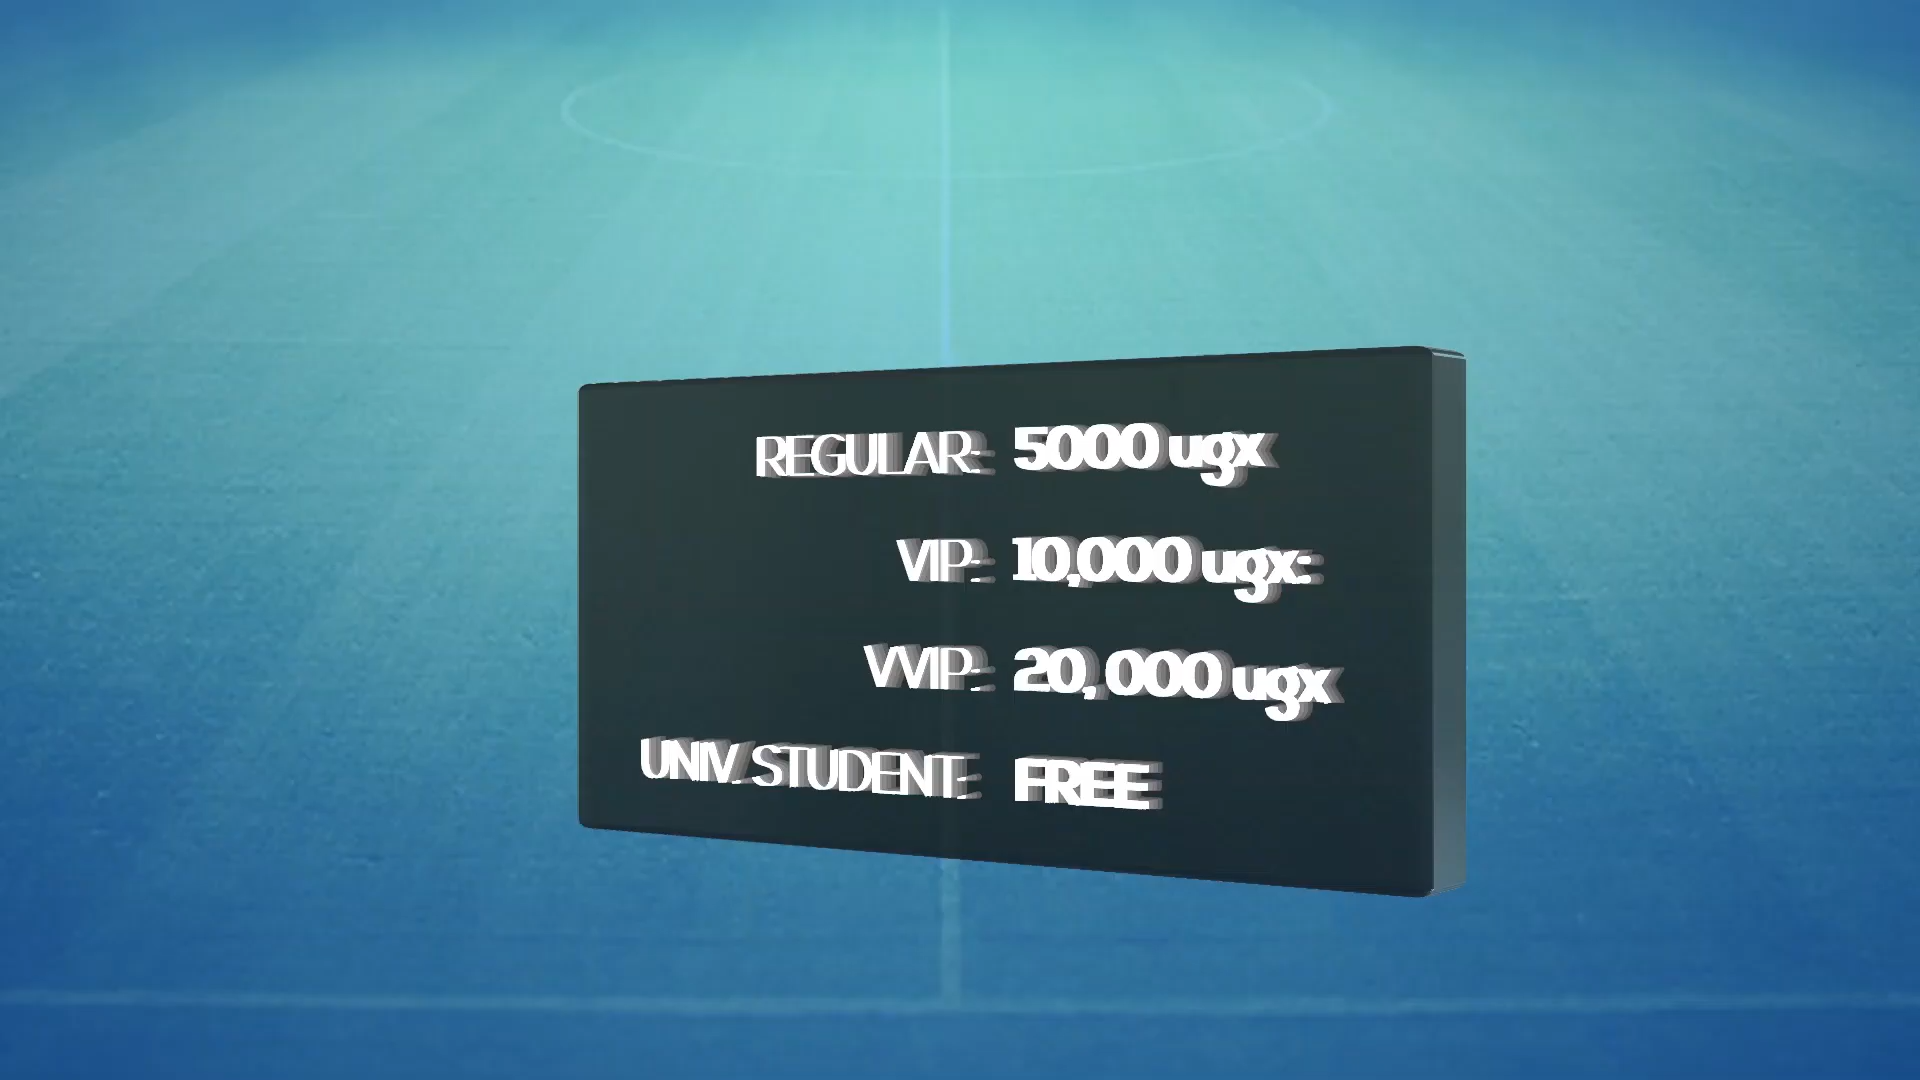 REGULAR: 5000 ugx
VIP: 10,000 ugx:
VVIP: 20,000 ugx
UNIV. STUDENT: FREE